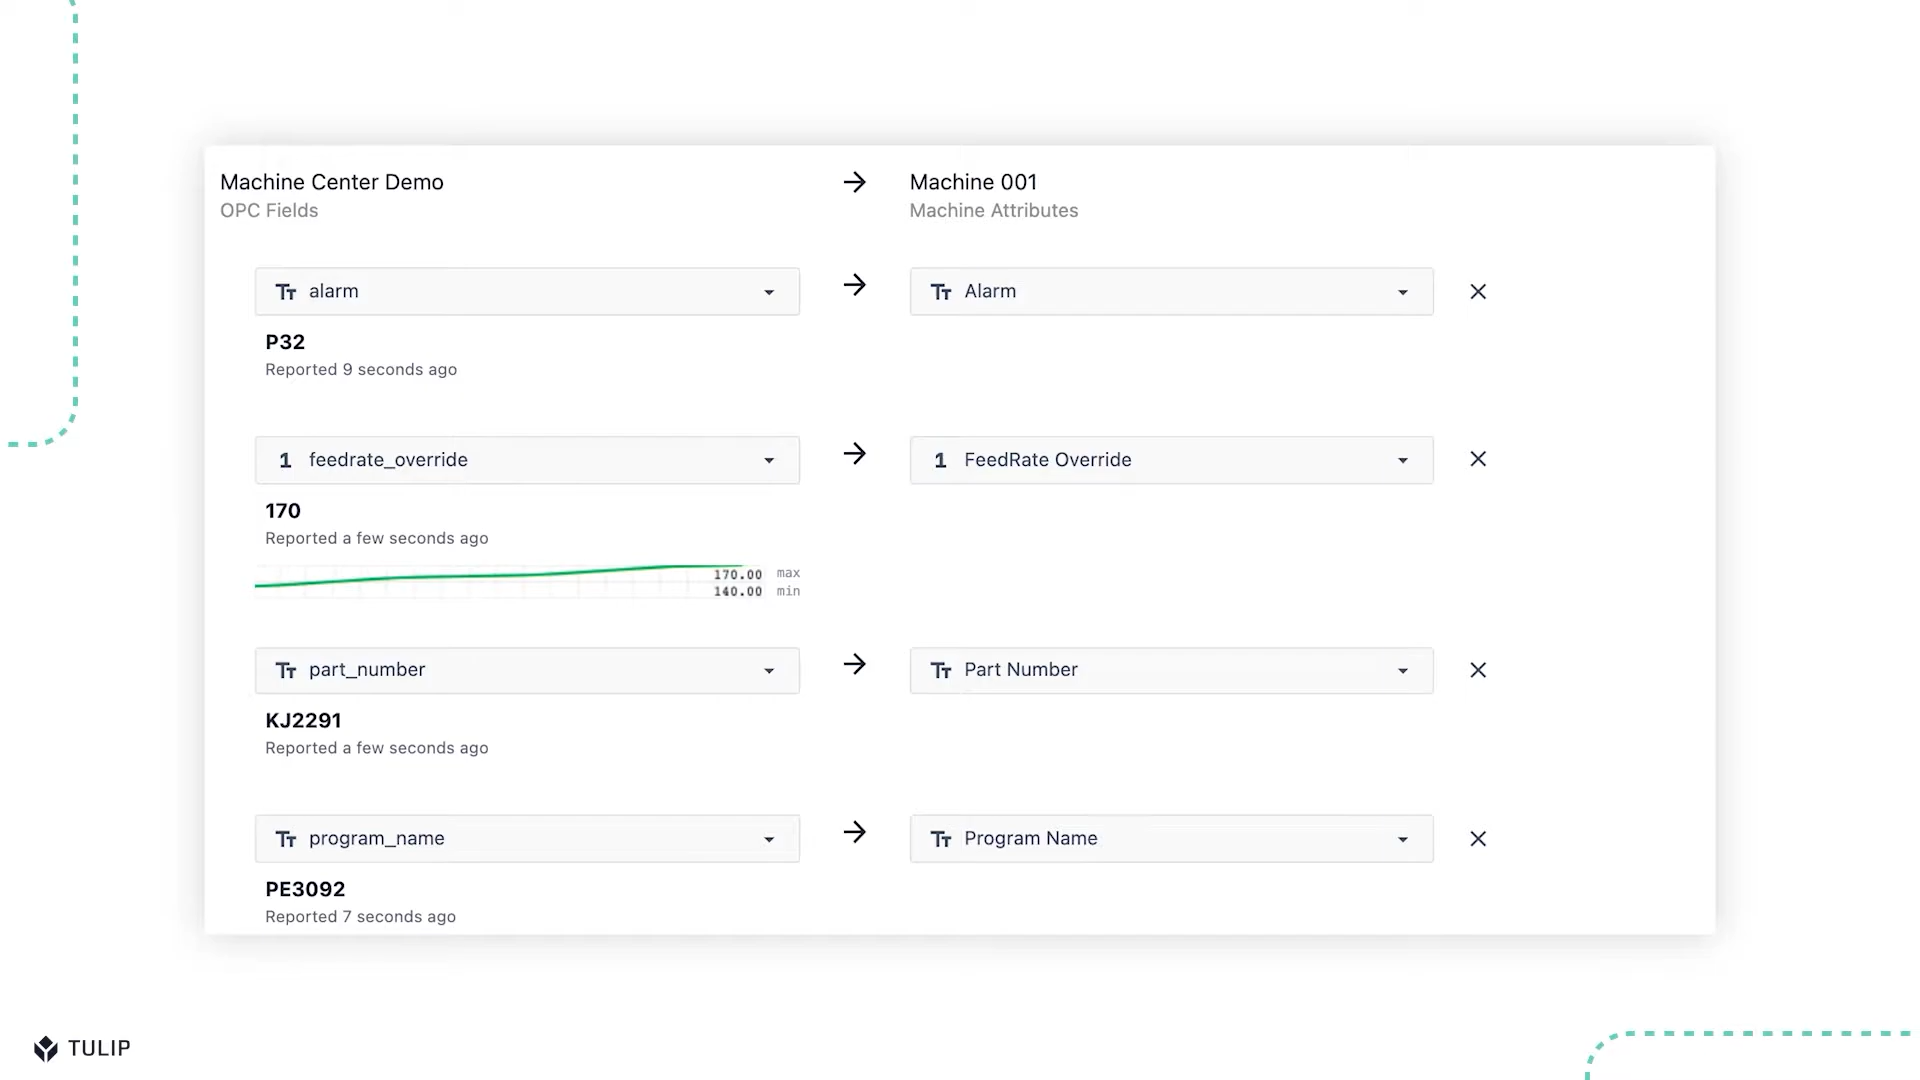 Machine Center Demo
OPC Fields
Machine 001
Machine Attributes
alarm
Alarm
P32
Reported 9 seconds ago
1 feedrate_override
1 FeedRate Override
170
Reported a few seconds ago
170.00 max
140.00 min
part_number
Part Number
KJ2291
Reported a few seconds ago
program_name
Program Name
PE3092
Reported 7 seconds ago
TULIP